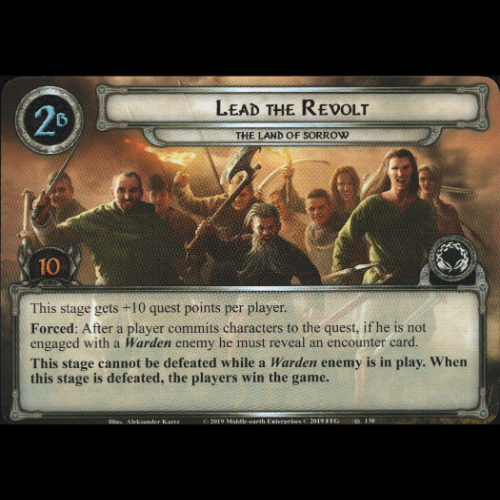 2B
LEAD THE REVOLT
THE LAND OF SORROW
10
This stage gets +10 quest points per player.
Forced: After a player commits characters to the quest, if he is not
engaged with a Warden enemy he must reveal an encounter card.
This stage cannot be defeated while a Warden enemy is in play. When
this stage is defeated, the players win the game.
Illus. Aleksander Karcz © 2019 Middle-earth Enterprises © 2019 FFG 130